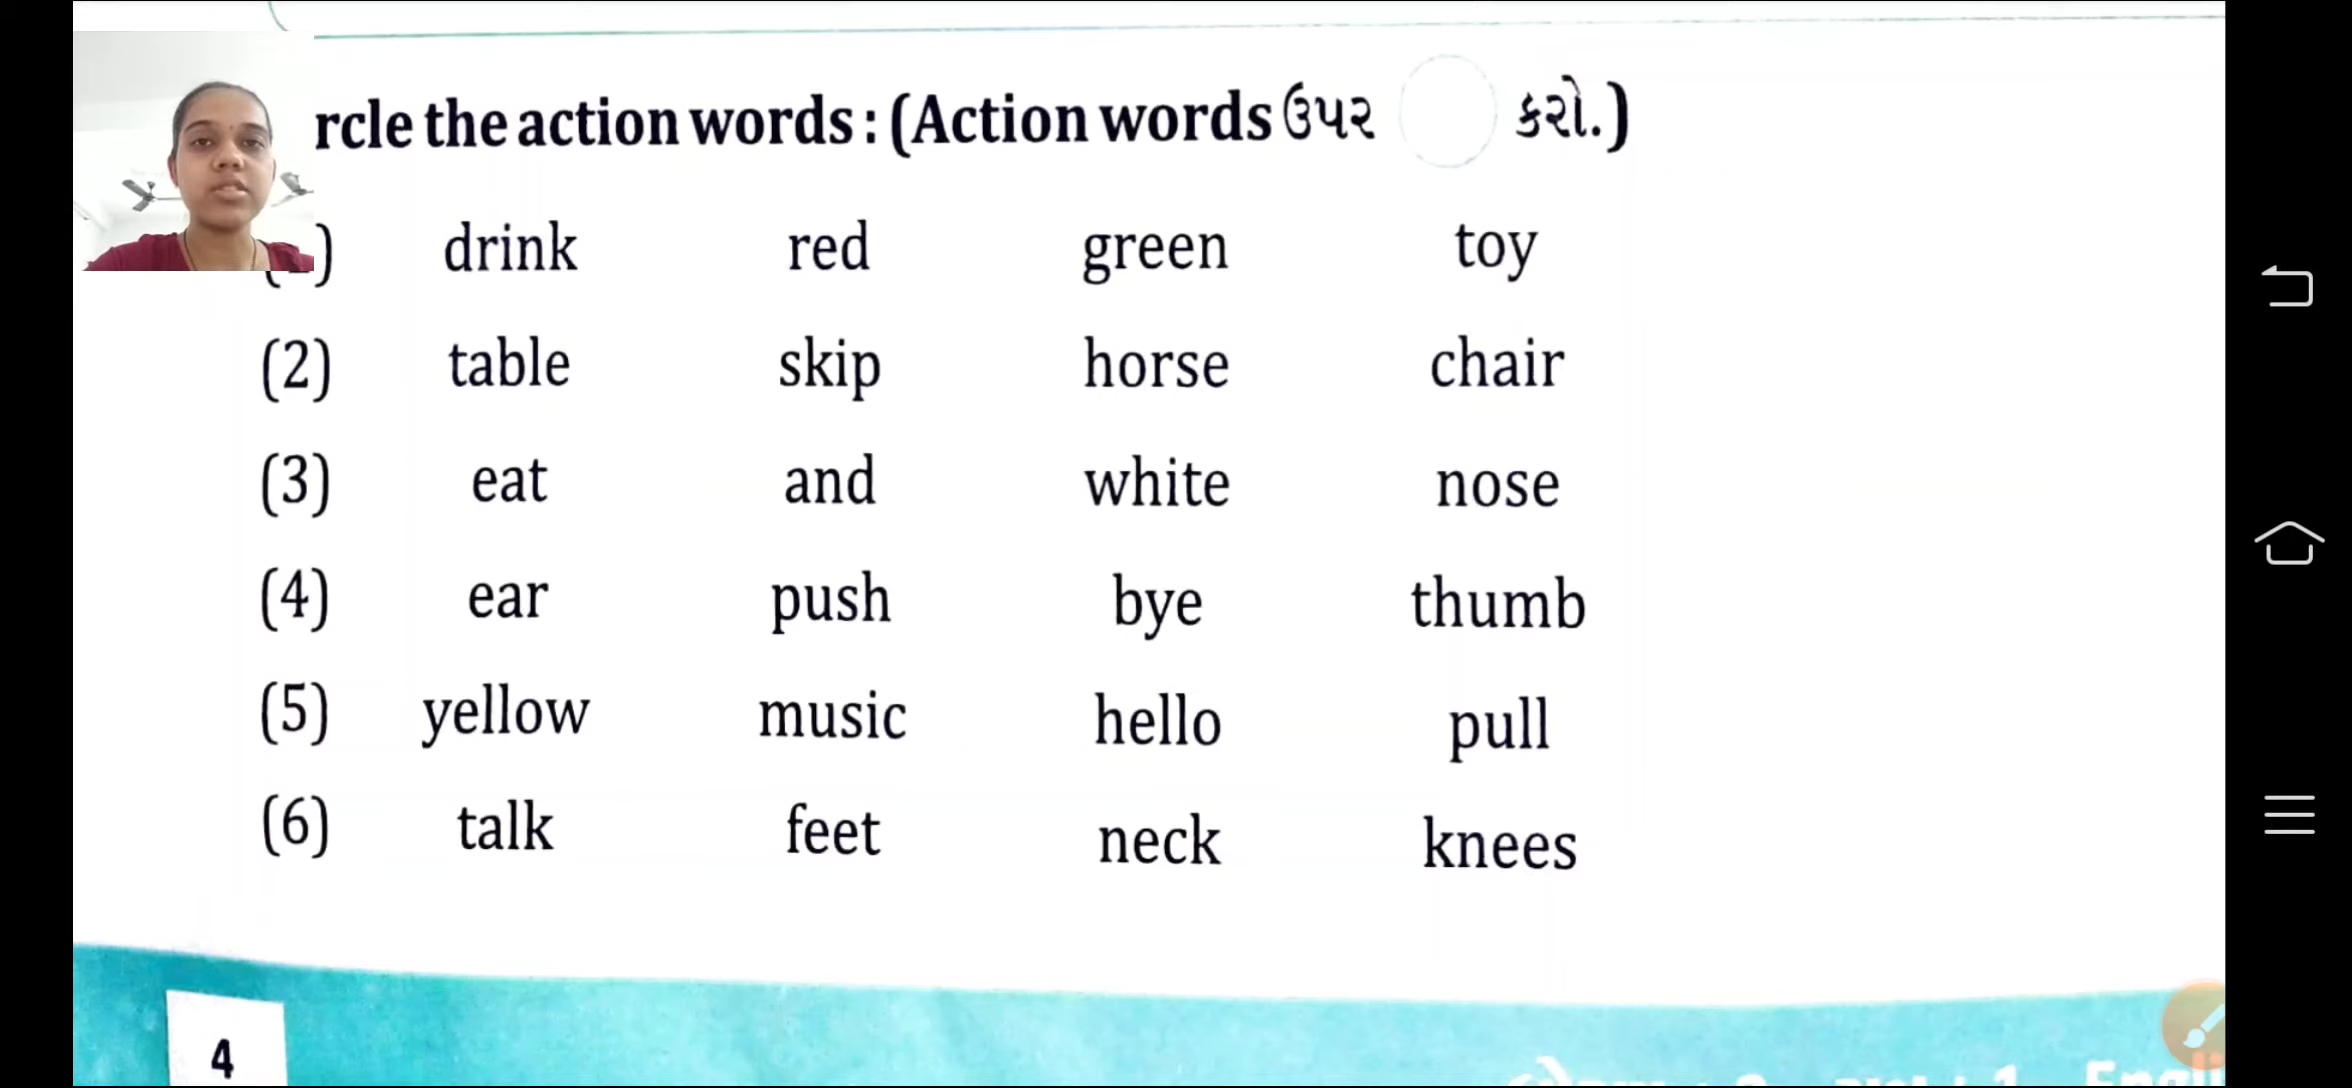 rcle the action words : (Action words ઉપર કરો.)
drink red green toy
(2) table skip horse chair
(3) eat and white nose
(4) ear push bye thumb
(5) yellow music hello pull
(6) talk feet neck knees
4